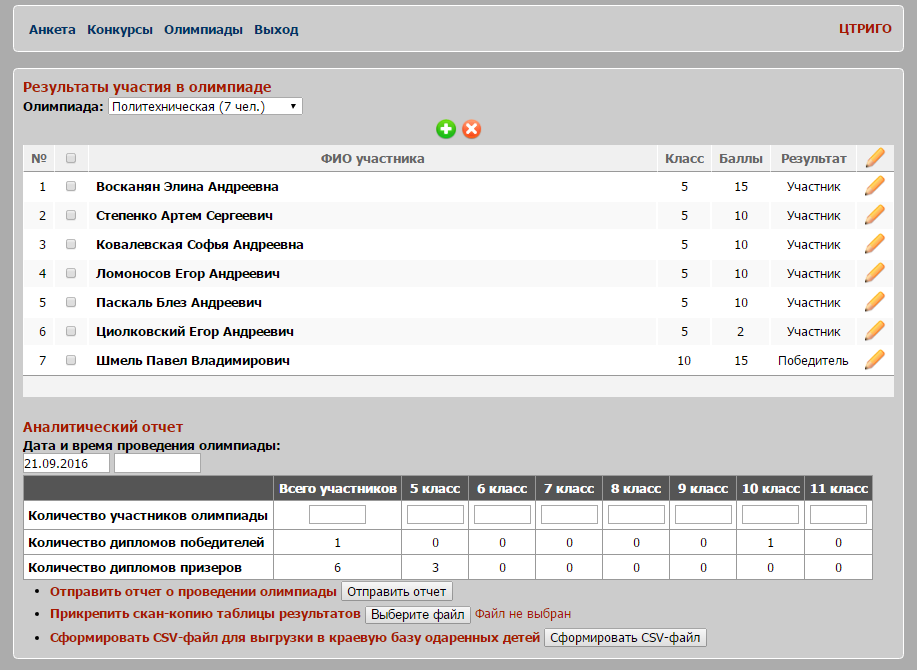 Анкета Конкурсы Олимпиады Выход ЦТРИГО
Результаты участия в олимпиаде
Олимпиада: Политехническая (7 чел.)
№ ФИО участника Класс Баллы Результат
1 Восканян Элина Андреевна 5 15 Участник
2 Степенко Артем Сергеевич 5 10 Участник
3 Ковалевская Софья Андреевна 5 10 Участник
4 Ломоносов Егор Андреевич 5 10 Участник
5 Паскаль Блез Андреевич 5 10 Участник
6 Циолковский Егор Андреевич 5 2 Участник
7 Шмель Павел Владимирович 10 15 Победитель
Аналитический отчет
Дата и время проведения олимпиады:
21.09.2016
Всего участников 5 класс 6 класс 7 класс 8 класс 9 класс 10 класс 11 класс
Количество участников олимпиады
Количество дипломов победителей 1 0 0 0 0 0 1 0
Количество дипломов призеров 6 3 0 0 0 0 0 0
• Отправить отчет о проведении олимпиады Отправить отчет
• Прикрепить скан-копию таблицы результатов Выберите файл Файл не выбран
• Сформировать CSV-файл для выгрузки в краевую базу одаренных детей Сформировать CSV-файл